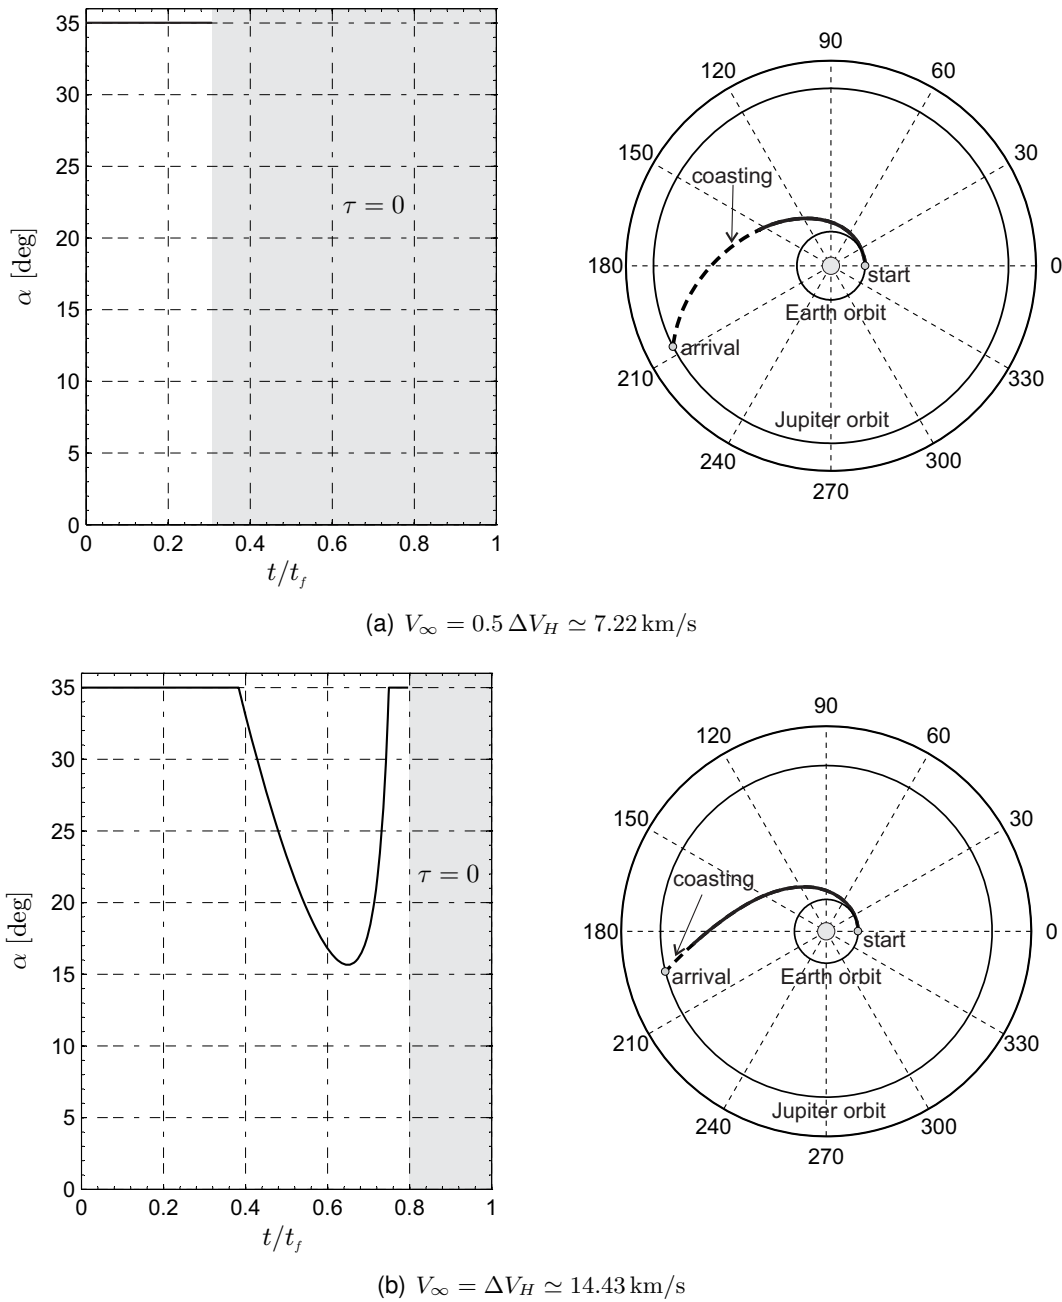 35
30
25
20
15
10
5
0
α [deg]
τ = 0
0 0.2 0.4 0.6 0.8 1
t/t_f
90
120 60
150 30
coasting
180 0
start
Earth orbit
arrival
210 330
Jupiter orbit
240 300
270
(a) V∞ = 0.5 ΔV_H ≃ 7.22 km/s
35
30
25
20
15
10
5
0
α [deg]
τ = 0
0 0.2 0.4 0.6 0.8 1
t/t_f
90
120 60
150 30
coasting
180 0
start
arrival Earth orbit
210 330
Jupiter orbit
240 300
270
(b) V∞ = ΔV_H ≃ 14.43 km/s